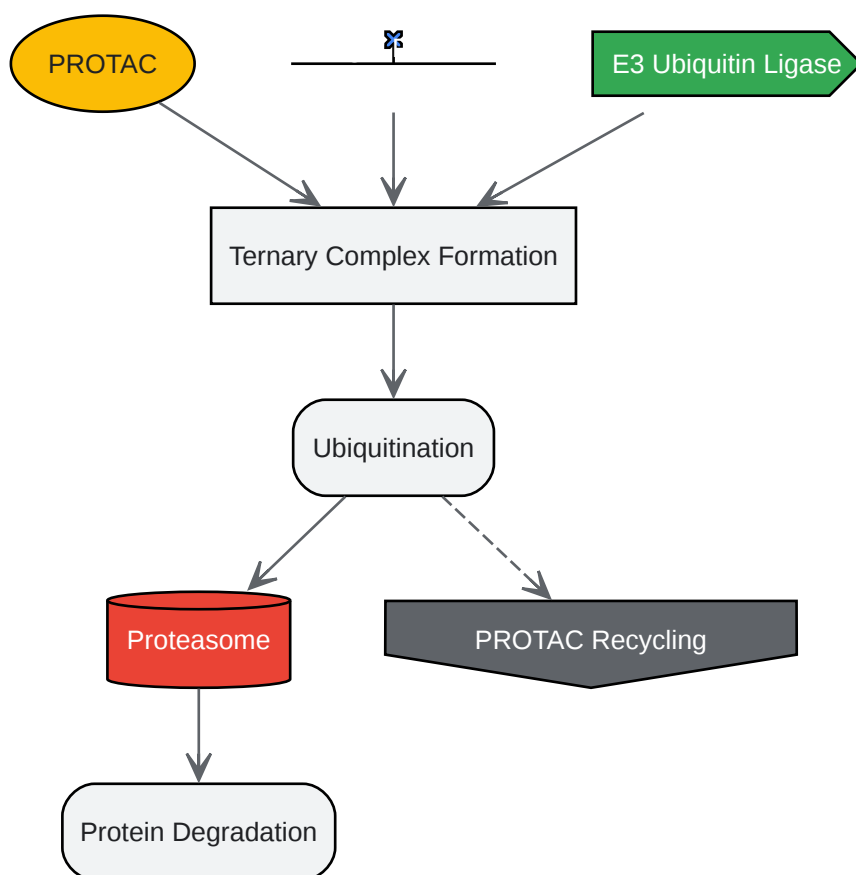 PROTAC
E3 Ubiquitin Ligase
Ternary Complex Formation
Ubiquitination
Proteasome
PROTAC Recycling
Protein Degradation